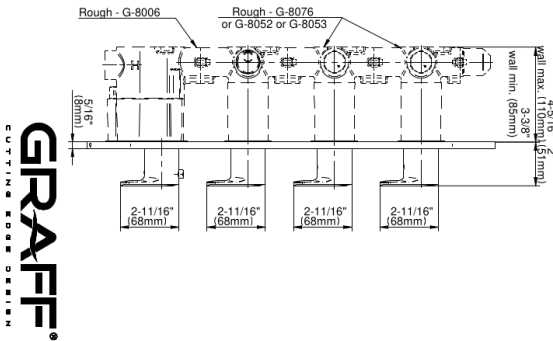 Rough - G-8006
Rough - G-8076
or G-8052 or G-8053
4-5/16"
wall max. (110mm)
3-3/8"
wall min. (85mm)
2"
(51mm)
5/16"
(8mm)
2-11/16"
(68mm)
2-11/16"
(68mm)
2-11/16"
(68mm)
2-11/16"
(68mm)
GRAFF®
CUTTING EDGE DESIGN